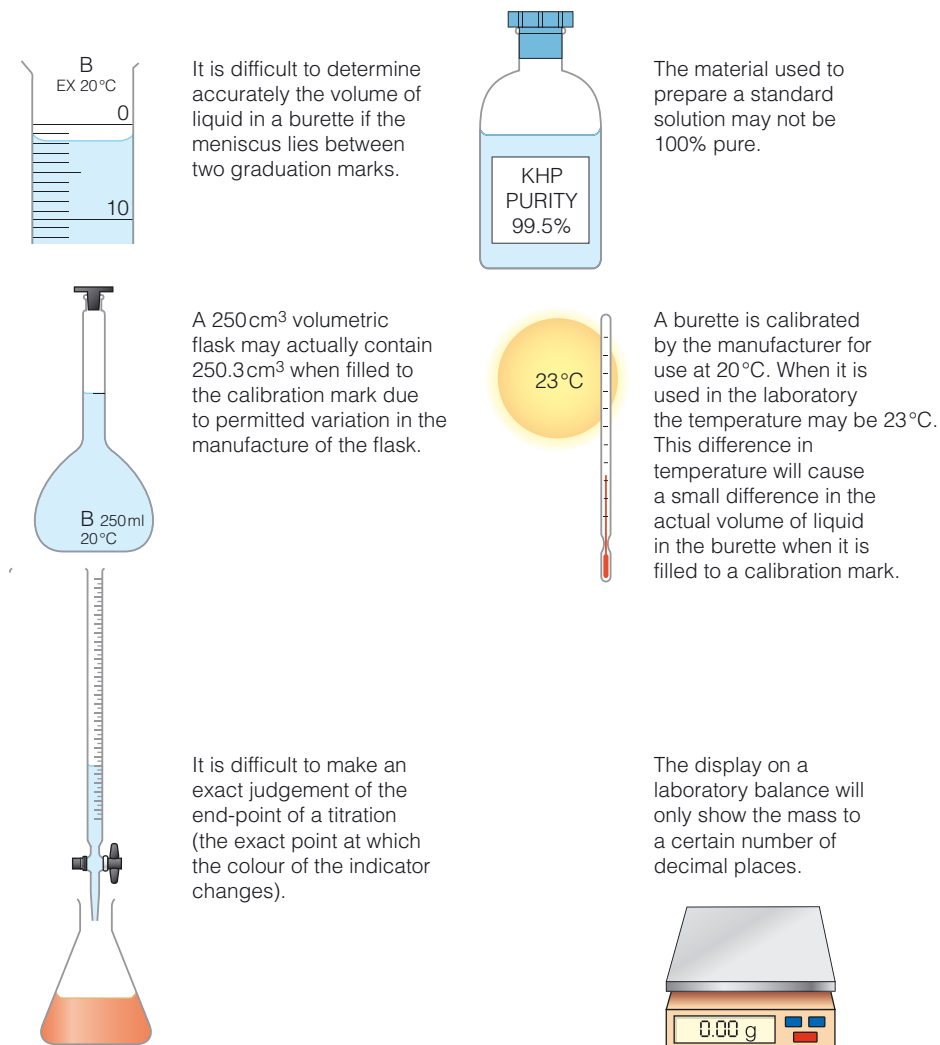 B
EX 20°C
0
10
It is difficult to determine
accurately the volume of
liquid in a burette if the
meniscus lies between
two graduation marks.
KHP
PURITY
99.5%
The material used to
prepare a standard
solution may not be
100% pure.
B 250ml
20°C
A 250cm³ volumetric
flask may actually contain
250.3cm³ when filled to
the calibration mark due
to permitted variation in the
manufacture of the flask.
23°C
A burette is calibrated
by the manufacturer for
use at 20°C. When it is
used in the laboratory
the temperature may be 23°C.
This difference in
temperature will cause
a small difference in the
actual volume of liquid
in the burette when it is
filled to a calibration mark.
It is difficult to make an
exact judgement of the
end-point of a titration
(the exact point at which
the colour of the indicator
changes).
The display on a
laboratory balance will
only show the mass to
a certain number of
decimal places.
0.00 g